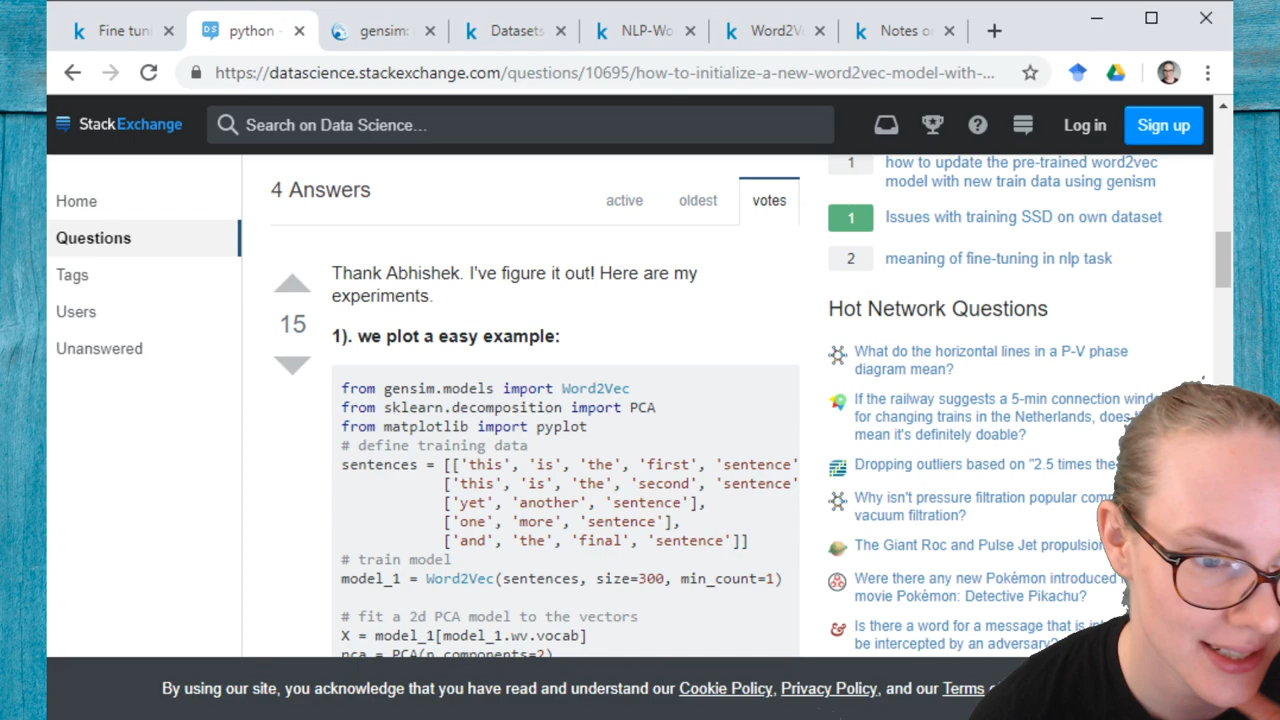 Fine tuni
python -
gensim:
Datasets
NLP-Wo
Word2V
Notes o
https://datascience.stackexchange.com/questions/10695/how-to-initialize-a-new-word2vec-model-with-...
StackExchange
Search on Data Science...
Log in
Sign up
Home
Questions
Tags
Users
Unanswered
4 Answers
active
oldest
votes
15
Thank Abhishek. I've figure it out! Here are my
experiments.
1). we plot a easy example:
from gensim.models import Word2Vec
from sklearn.decomposition import PCA
from matplotlib import pyplot
# define training data
sentences = [['this', 'is', 'the', 'first', 'sentence'
['this', 'is', 'the', 'second', 'sentence'
['yet', 'another', 'sentence'],
['one', 'more', 'sentence'],
['and', 'the', 'final', 'sentence']]
# train model
model_1 = Word2Vec(sentences, size=300, min_count=1)
# fit a 2d PCA model to the vectors
X = model_1[model_1.wv.vocab]
pca = PCA(n_components=2)
1
how to update the pre-trained word2vec
model with new train data using genism
1
Issues with training SSD on own dataset
2
meaning of fine-tuning in nlp task
Hot Network Questions
What do the horizontal lines in a P-V phase
diagram mean?
If the railway suggests a 5-min connection
for changing trains in the Netherlands, does
mean it's definitely doable?
Dropping outliers based on "2.5 times the
Why isn't pressure filtration popular
vacuum filtration?
The Giant Roc and Pulse Jet propulsion
Were there any new Pokémon introduced
movie Pokémon: Detective Pikachu?
Is there a word for a message that is
be intercepted by an adversary?
By using our site, you acknowledge that you have read and understand our Cookie Policy, Privacy Policy, and our Terms